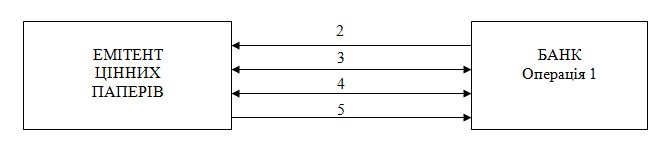 ЕМІТЕНТ
ЦІННИХ
ПАПЕРІВ
2
3
4
5
БАНК
Операція 1